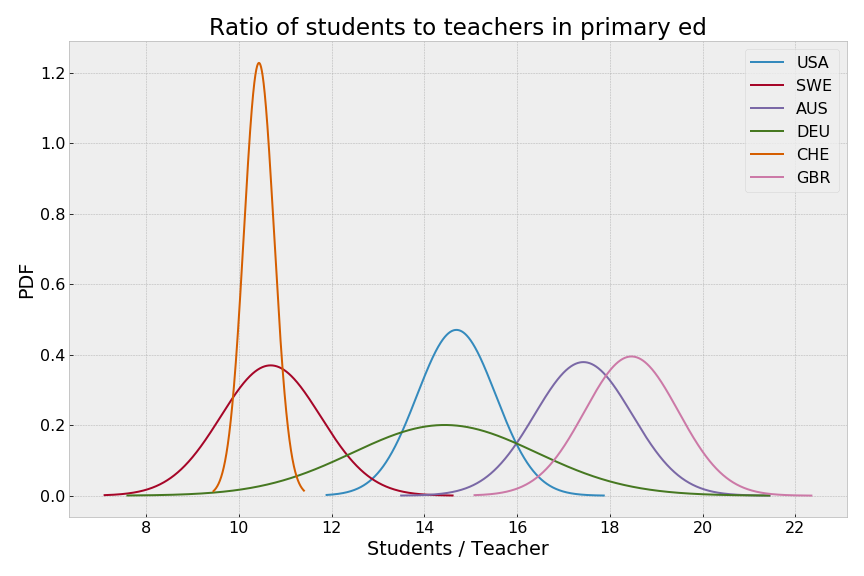 Ratio of students to teachers in primary ed
USA
SWE
AUS
DEU
CHE
GBR
PDF
1.2
1.0
0.8
0.6
0.4
0.2
0.0
8 10 12 14 16 18 20 22
Students / Teacher